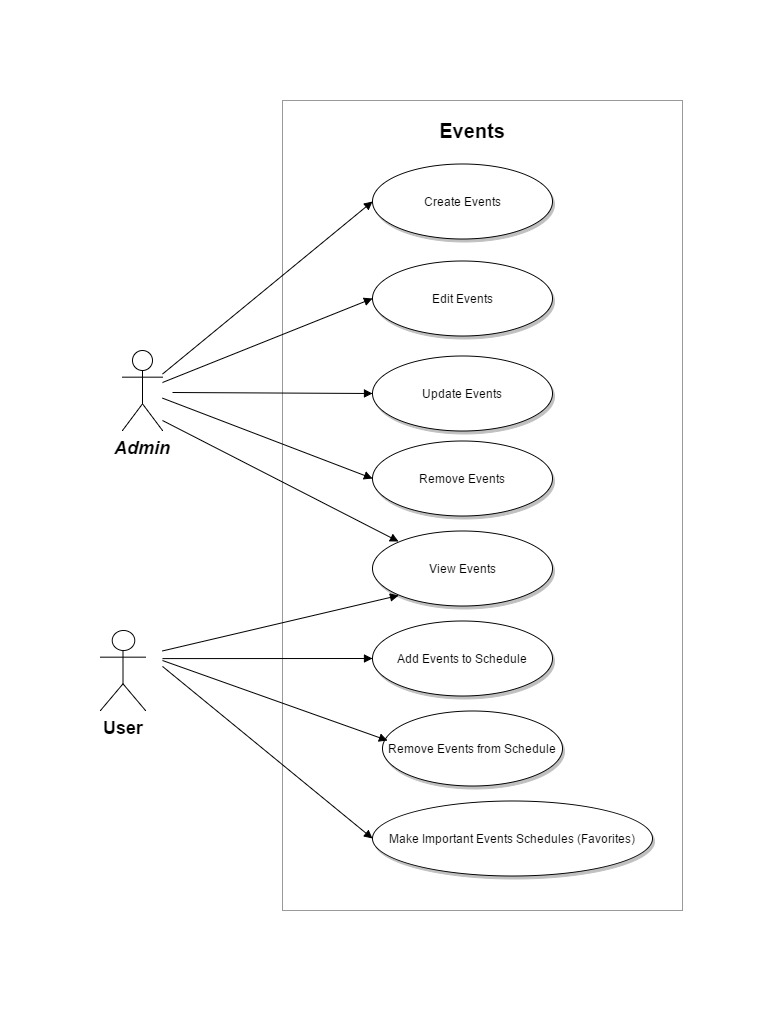 Events
Create Events
Edit Events
Update Events
Admin
Remove Events
View Events
Add Events to Schedule
User
Remove Events from Schedule
Make Important Events Schedules (Favorites)